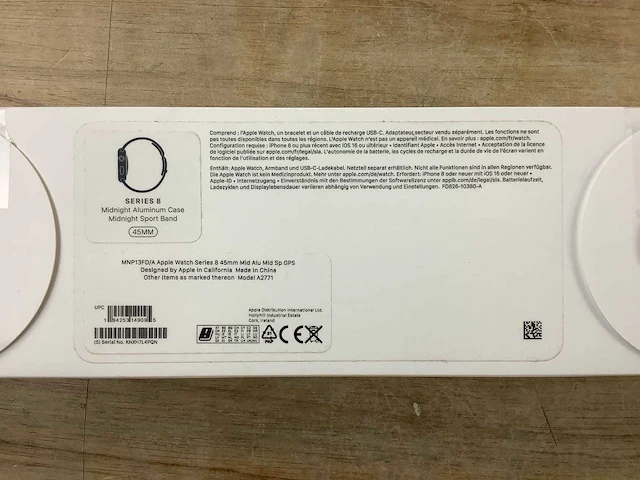 Comprend : l'Apple Watch, un bracelet et un câble de recharge USB-C. Adaptateur secteur vendu séparément. Les fonctions ne sont
pas toutes disponibles dans toutes les régions. L'Apple Watch n'est pas un appareil médical. En savoir plus : apple.com/fr/watch.
Configuration requise : iPhone 8 ou plus récent avec iOS 16 ou ultérieur • Identifiant Apple • Accès Internet • Acceptation de la licence
de logiciel publiée sur apple.com/fr/legal/sla. L'autonomie de la batterie, les cycles de recharge et la durée de vie de l'écran varient en
fonction de l'utilisation et des réglages.
Enthält: Apple Watch, Armband und USB-C-Ladekabel. Netzteil separat erhältlich. Nicht alle Funktionen sind in allen Regionen verfügbar.
Die Apple Watch ist kein Medizinprodukt. Mehr unter apple.com/de/watch. Erfordert: iPhone 8 oder neuer mit iOS 16 oder neuer •
Apple-ID • Internetzugang • Einverständnis mit den Bestimmungen der Softwarelizenz unter apple.com/de/legal/sla. Batterielaufzeit,
Ladezyklen und Displaylebensdauer variieren abhängig von Verwendung und Einstellungen. FD826-10380-A
SERIES 8
Midnight Aluminum Case
Midnight Sport Band
45MM
MNP13FD/A Apple Watch Series 8 45mm Mid Alu Mid Sp GPS
Designed by Apple in California Made in China
Other items as marked thereon Model A2771
UPC
Apple Distribution International Ltd.
Hollyhill Industrial Estate
Cork, Ireland
PAP
CE
(S) Serial No. KNXH7L4PQN